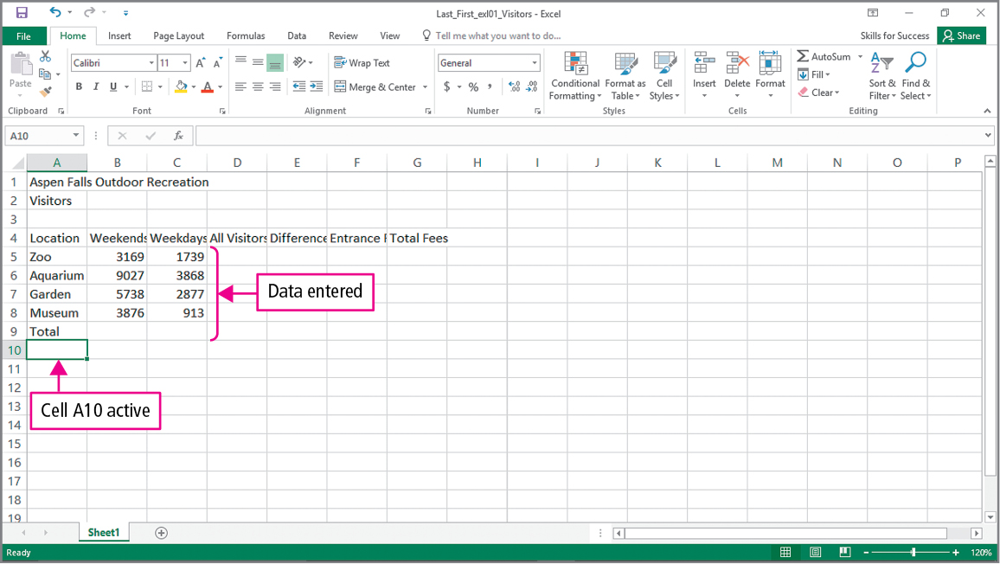 Last_First_exl01_Visitors - Excel
File Home Insert Page Layout Formulas Data Review View Tell me what you want to do... Skills for Success Share
Calibri 11 Wrap Text General AutoSum
Paste Conditional Format as Cell Insert Delete Format Fill Sort & Find &
B I U Merge & Center $ % , Formatting Table Styles Clear Filter Select
Clipboard Font Alignment Number Styles Cells Editing
A10 fx
A B C D E F G H I J K L M N O P
1 Aspen Falls Outdoor Recreation
2 Visitors
3
4 Location Weekends Weekdays All Visitors Difference Entrance F Total Fees
5 Zoo 3169 1739
6 Aquarium 9027 3868
7 Garden 5738 2877
8 Museum 3876 913
9 Total
Data entered
10
11
12
13
Cell A10 active
14
15
16
17
18
19
Sheet1
Ready 120%